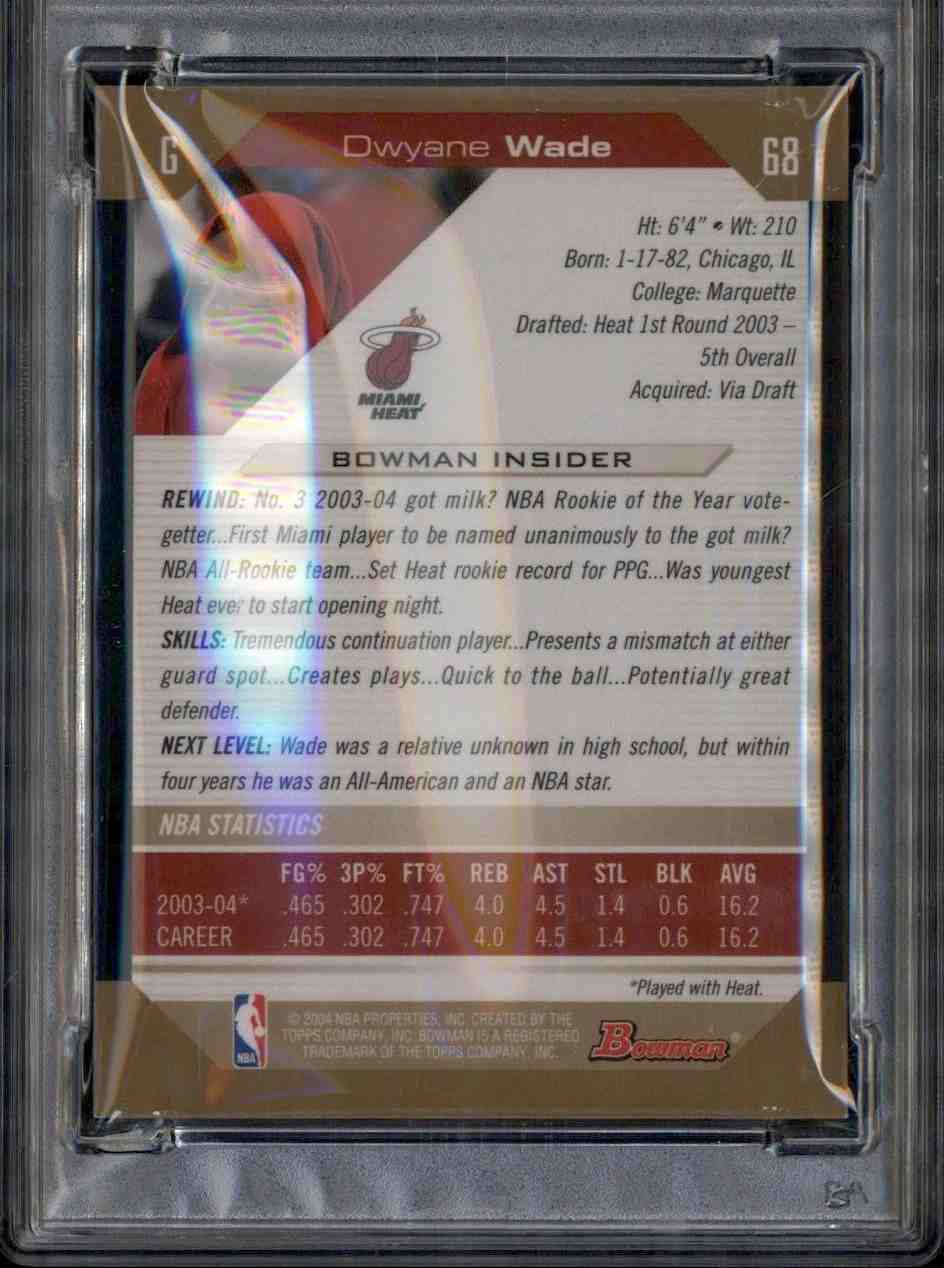 G Dwyane Wade 68
Ht: 6'4" • Wt: 210
Born: 1-17-82, Chicago, IL
College: Marquette
Drafted: Heat 1st Round 2003 –
5th Overall
Acquired: Via Draft
MIAMI
HEAT
BOWMAN INSIDER
REWIND: No. 3 2003-04 got milk? NBA Rookie of the Year vote-
getter...First Miami player to be named unanimously to the got milk?
NBA All-Rookie team...Set Heat rookie record for PPG...Was youngest
Heat ever to start opening night.
SKILLS: Tremendous continuation player...Presents a mismatch at either
guard spot...Creates plays...Quick to the ball...Potentially great
defender.
NEXT LEVEL: Wade was a relative unknown in high school, but within
four years he was an All-American and an NBA star.
NBA STATISTICS
FG% 3P% FT% REB AST STL BLK AVG
2003-04* .465 .302 .747 4.0 4.5 1.4 0.6 16.2
CAREER .465 .302 .747 4.0 4.5 1.4 0.6 16.2
*Played with Heat.
NBA
© 2004 NBA PROPERTIES, INC. CREATED BY THE
TOPPS COMPANY, INC. BOWMAN IS A REGISTERED
TRADEMARK OF THE TOPPS COMPANY, INC.
Bowman®
PSA